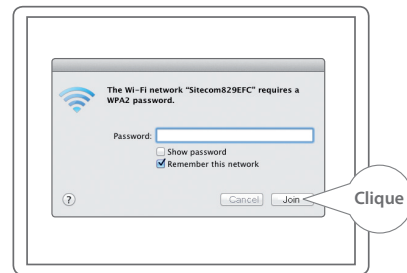 The Wi-Fi network “Sitecom829EFC” requires a
WPA2 password.
Password:
Show password
Remember this network
?
Cancel
Join
Clique